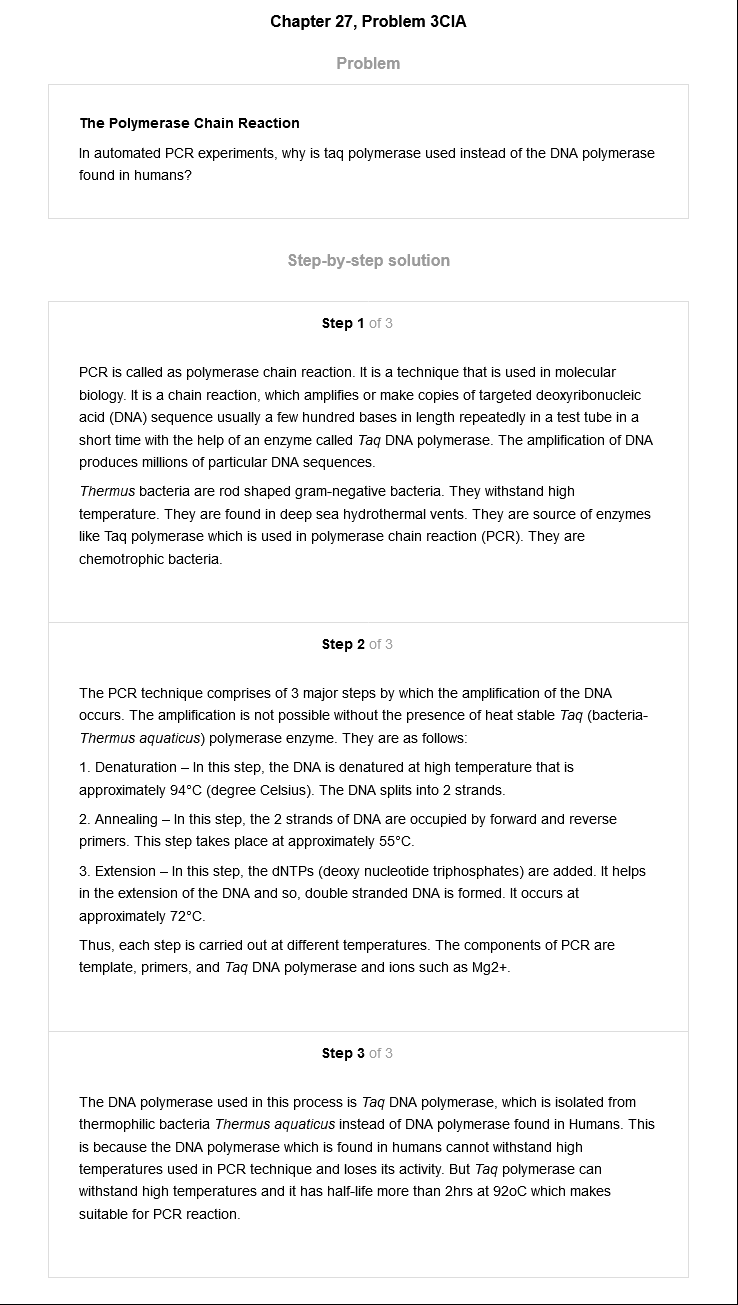 Chapter 27, Problem 3CIA
Problem
The Polymerase Chain Reaction
In automated PCR experiments, why is taq polymerase used instead of the DNA polymerase
found in humans?
Step-by-step solution
Step 1 of 3
PCR is called as polymerase chain reaction. It is a technique that is used in molecular
biology. It is a chain reaction, which amplifies or make copies of targeted deoxyribonucleic
acid (DNA) sequence usually a few hundred bases in length repeatedly in a test tube in a
short time with the help of an enzyme called Taq DNA polymerase. The amplification of DNA
produces millions of particular DNA sequences.
Thermus bacteria are rod shaped gram-negative bacteria. They withstand high
temperature. They are found in deep sea hydrothermal vents. They are source of enzymes
like Taq polymerase which is used in polymerase chain reaction (PCR). They are
chemotrophic bacteria.
Step 2 of 3
The PCR technique comprises of 3 major steps by which the amplification of the DNA
occurs. The amplification is not possible without the presence of heat stable Taq (bacteria-
Thermus aquaticus) polymerase enzyme. They are as follows:
1. Denaturation – In this step, the DNA is denatured at high temperature that is
approximately 94°C (degree Celsius). The DNA splits into 2 strands.
2. Annealing – In this step, the 2 strands of DNA are occupied by forward and reverse
primers. This step takes place at approximately 55°C.
3. Extension – In this step, the dNTPs (deoxy nucleotide triphosphates) are added. It helps
in the extension of the DNA and so, double stranded DNA is formed. It occurs at
approximately 72°C.
Thus, each step is carried out at different temperatures. The components of PCR are
template, primers, and Taq DNA polymerase and ions such as Mg2+.
Step 3 of 3
The DNA polymerase used in this process is Taq DNA polymerase, which is isolated from
thermophilic bacteria Thermus aquaticus instead of DNA polymerase found in Humans. This
is because the DNA polymerase which is found in humans cannot withstand high
temperatures used in PCR technique and loses its activity. But Taq polymerase can
withstand high temperatures and it has half-life more than 2hrs at 92oC which makes
suitable for PCR reaction.